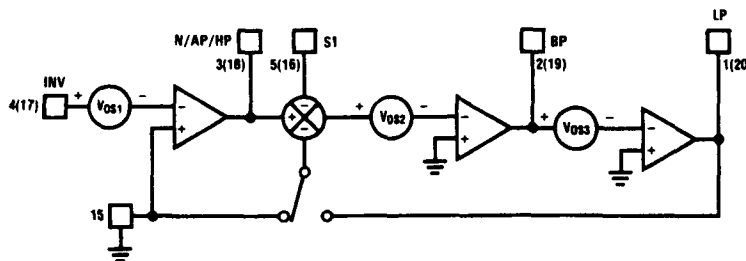 N/AP/HP
3(18)
S1
5(16)
BP
2(19)
LP
1(20
INV
4(17)
+
−
VOS1
−
+
+
−
−
+
−
VOS2
−
+
+
−
VOS3
−
+
15